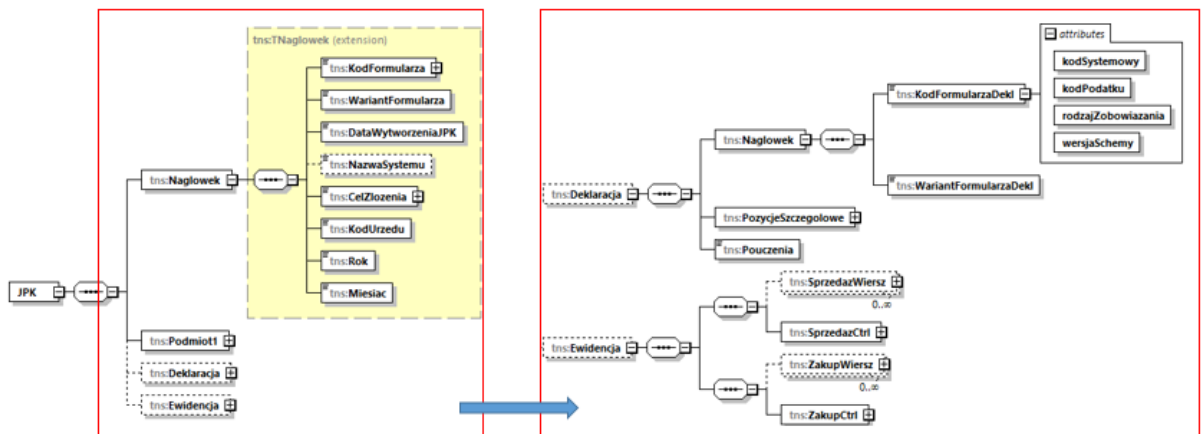 tns:TNaglowek (extension)
tns:KodFormularza
tns:WariantFormularza
tns:DataWytworzeniaJPK
tns:NazwaSystemu
tns:CelZlozenia
tns:KodUrzedu
tns:Rok
tns:Miesiac
tns:Naglowek
JPK
tns:Podmiot1
tns:Deklaracja
tns:Ewidencja
attributes
kodSystemowy
kodPodatku
rodzajZobowiazania
wersjaSchemy
tns:KodFormularzaDekl
tns:Naglowek
tns:WariantFormularzaDekl
tns:Deklaracja
tns:PozycjeSzczegolowe
tns:Pouczenia
tns:SprzedazWiersz
0..∞
tns:SprzedazCtrl
tns:Ewidencja
tns:ZakupWiersz
0..∞
tns:ZakupCtrl